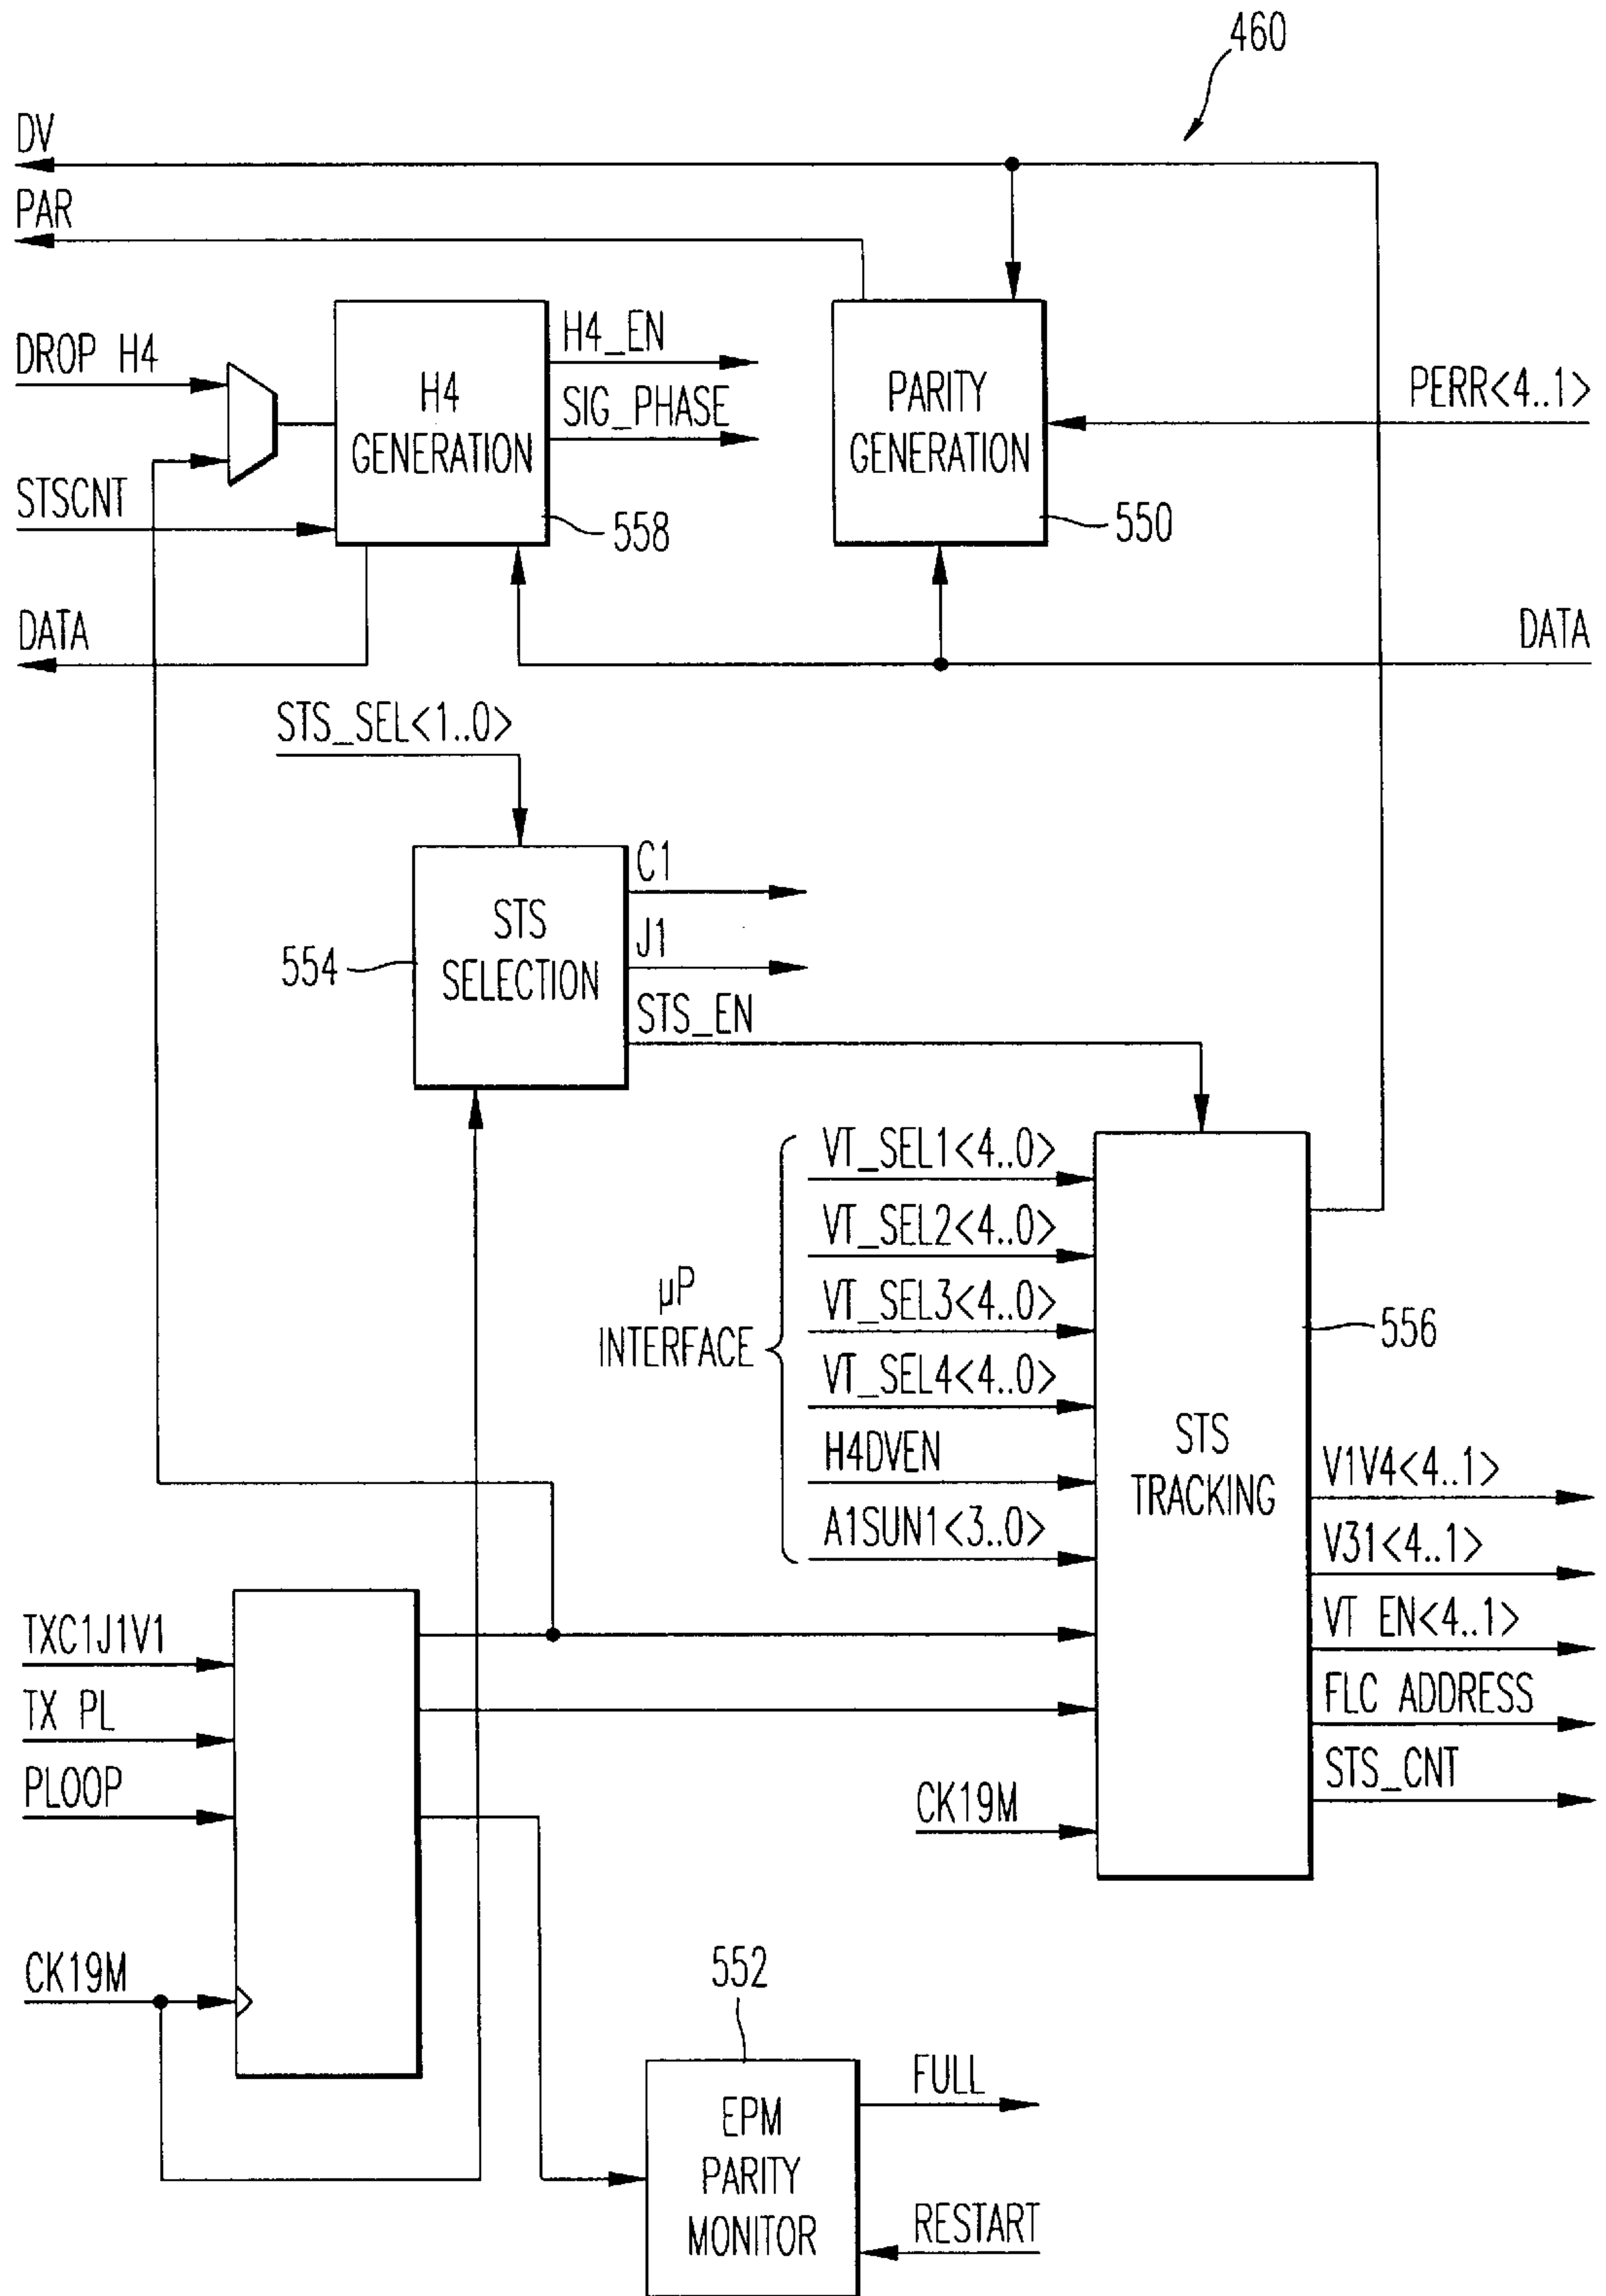 460
DV
PAR
DROP H4
H4_EN
SIG_PHASE
H4
GENERATION
PARITY
GENERATION
PERR<4..1>
STSCNT
558
550
DATA
DATA
STS_SEL<1..0>
C1
J1
STS_EN
STS
SELECTION
554
VT_SEL1<4..0>
VT_SEL2<4..0>
VT_SEL3<4..0>
VT_SEL4<4..0>
H4DVEN
A1SUN1<3..0>
µP
INTERFACE
556
STS
TRACKING
V1V4<4..1>
V31<4..1>
VT EN<4..1>
FLC ADDRESS
STS_CNT
TXC1J1V1
TX PL
PLOOP
CK19M
CK19M
552
EPM
PARITY
MONITOR
FULL
RESTART